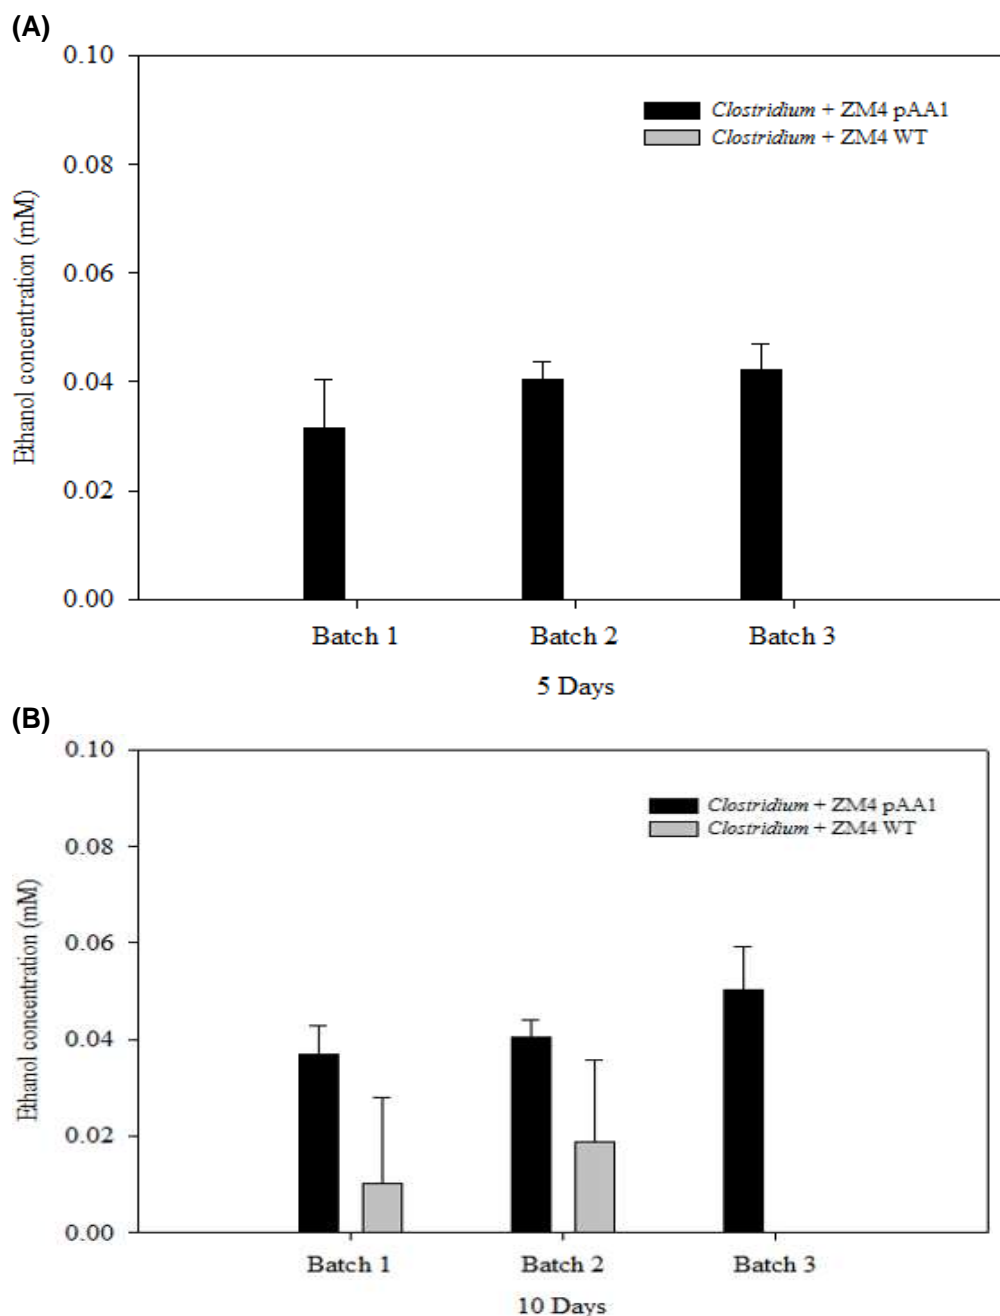 (A)
0.10
0.08
0.06
0.04
0.02
0.00
Ethanol concentration (mM)
Clostridium + ZM4 pAA1
Clostridium + ZM4 WT
Batch 1 Batch 2 Batch 3
5 Days
(B)
0.10
0.08
0.06
0.04
0.02
0.00
Ethanol concentration (mM)
Clostridium + ZM4 pAA1
Clostridium + ZM4 WT
Batch 1 Batch 2 Batch 3
10 Days